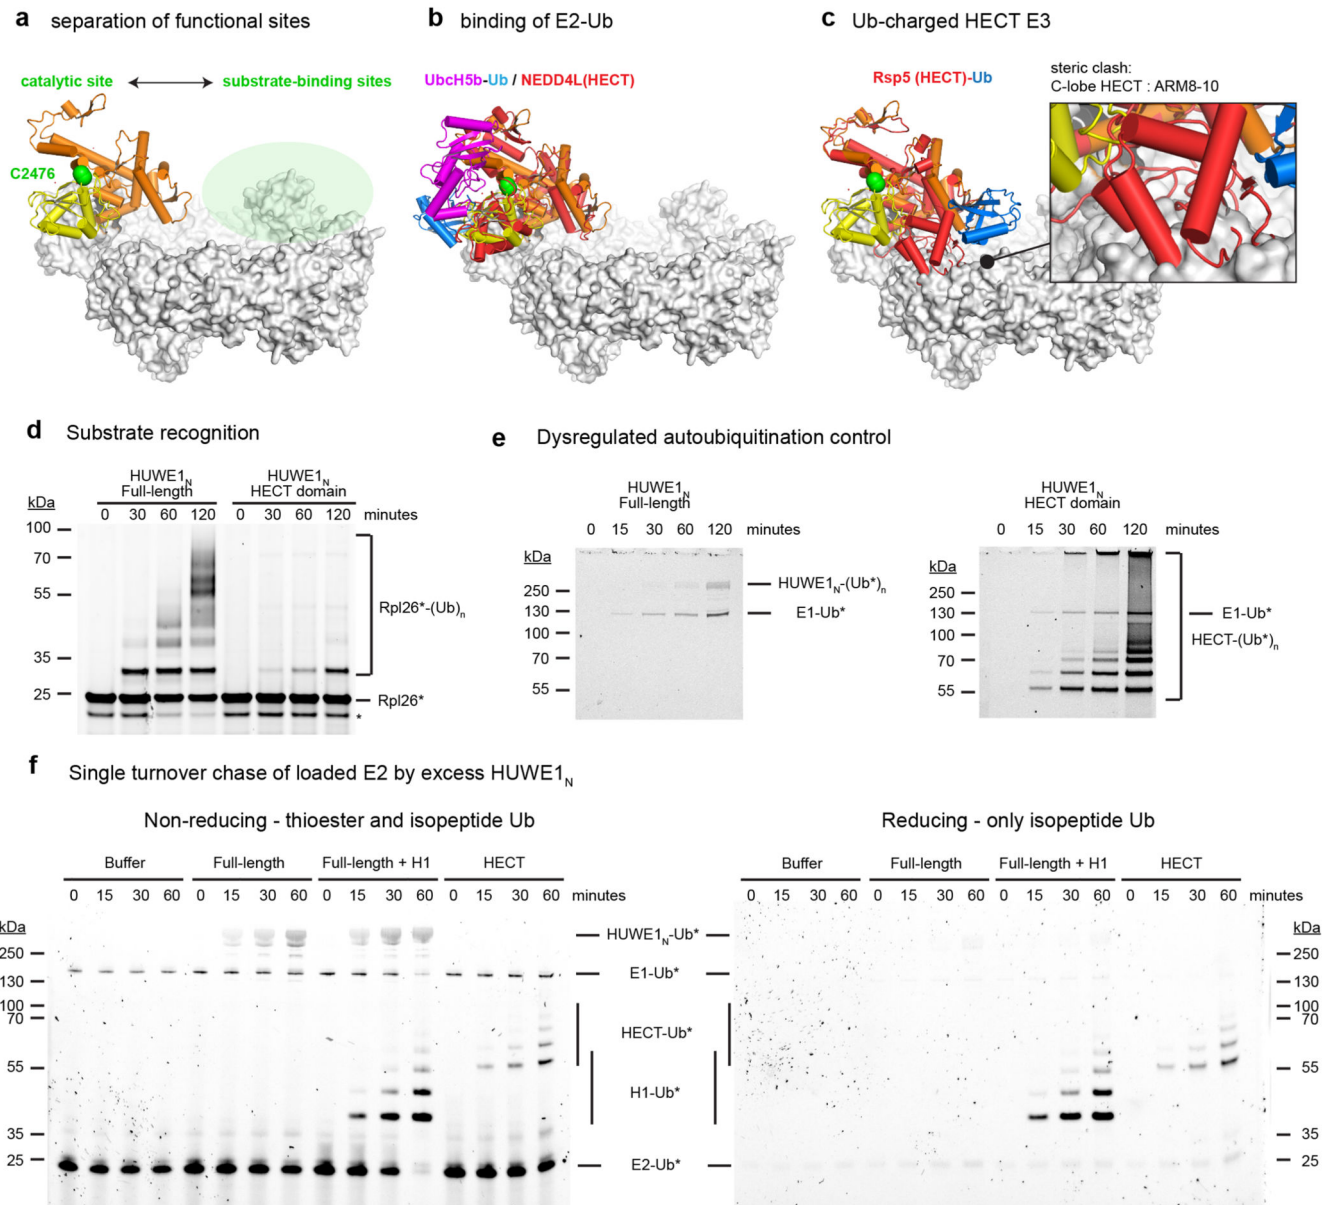 a separation of functional sites
b binding of E2-Ub
c Ub-charged HECT E3
catalytic site
substrate-binding sites
C2476
UbcH5b-Ub / NEDD4L(HECT)
Rsp5 (HECT)-Ub
steric clash:
C-lobe HECT : ARM8-10
d Substrate recognition
HUWE1N
Full-length
HUWE1N
HECT domain
kDa
0 30 60 120 0 30 60 120 minutes
100
70
55
35
25
Rpl26*-(Ub)n
Rpl26*
*
e Dysregulated autoubiquitination control
HUWE1N
Full-length
0 15 30 60 120 minutes
kDa
250
130
100
70
55
HUWE1N-(Ub*)n
E1-Ub*
HUWE1N
HECT domain
minutes 0 15 30 60 120
kDa
250
130
100
70
55
E1-Ub*
HECT-(Ub*)n
f Single turnover chase of loaded E2 by excess HUWE1N
Non-reducing - thioester and isopeptide Ub
Buffer Full-length Full-length + H1 HECT
0 15 30 60 0 15 30 60 0 15 30 60 0 15 30 60 minutes
kDa
250
130
100
70
55
35
25
HUWE1N-Ub*
E1-Ub*
HECT-Ub*
H1-Ub*
E2-Ub*
Reducing - only isopeptide Ub
Buffer Full-length Full-length + H1 HECT
0 15 30 60 0 15 30 60 0 15 30 60 0 15 30 60 minutes
kDa
250
130
100
70
55
35
25